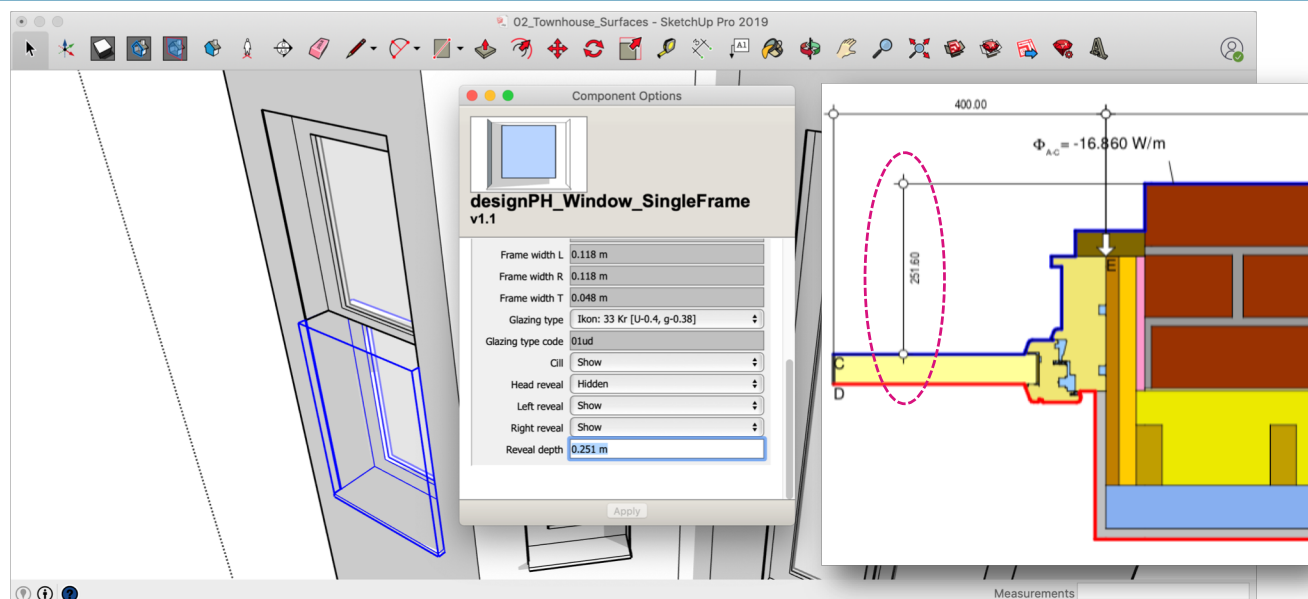 02_Townhouse_Surfaces - SketchUp Pro 2019
A1
Component Options
designPH_Window_SingleFrame
v1.1
Frame width L 0.118 m
Frame width R 0.118 m
Frame width T 0.048 m
Glazing type Ikon: 33 Kr [U-0.4, g-0.38]
Glazing type code 01ud
Cill Show
Head reveal Hidden
Left reveal Show
Right reveal Show
Reveal depth 0.251 m
Apply
400.00
ΦA-C= -16.860 W/m
E
251.60
C
D
Measurements